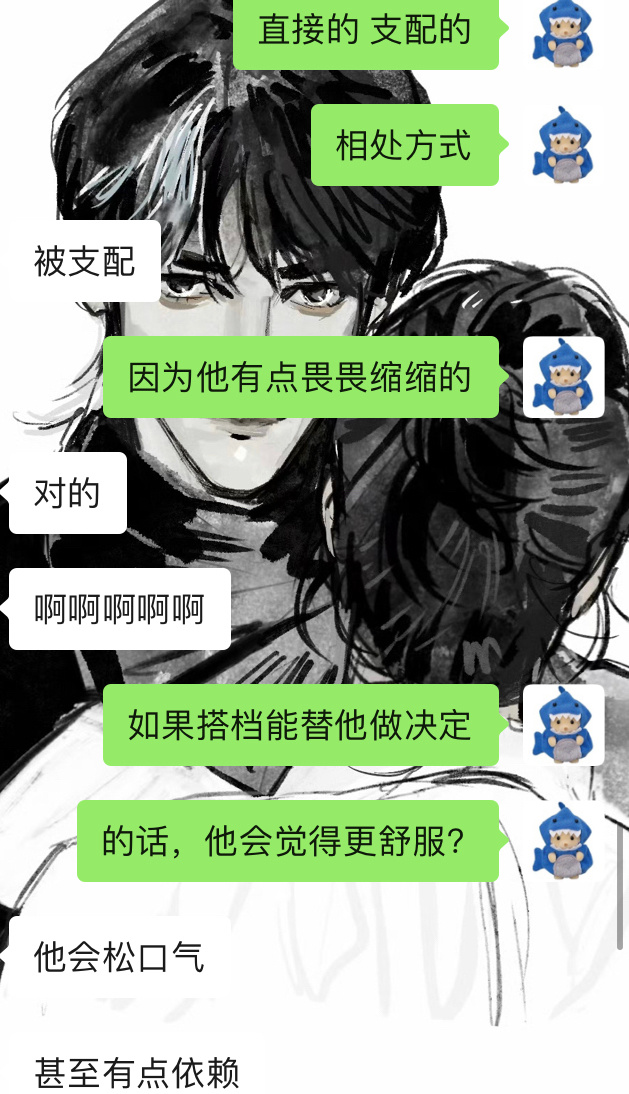 直接的 支配的
相处方式
被支配
因为他有点畏畏缩缩的
对的
啊啊啊啊啊
如果搭档能替他做决定
的话，他会觉得更舒服？
他会松口气
甚至有点依赖